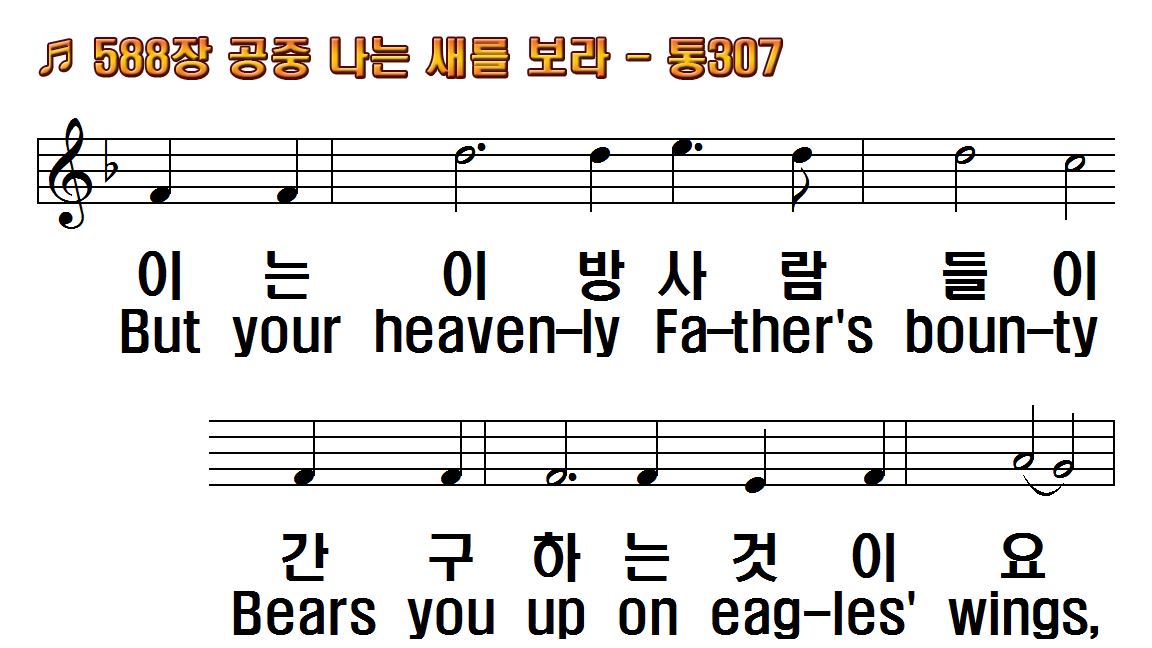 ♬ 588장 공중 나는 새를 보라 - 통307
이 는 이 방 사 람 들 이
But your heaven-ly Fa-ther's boun-ty
간 구 하 는 것 이 요
Bears you up on eag-les' wings,